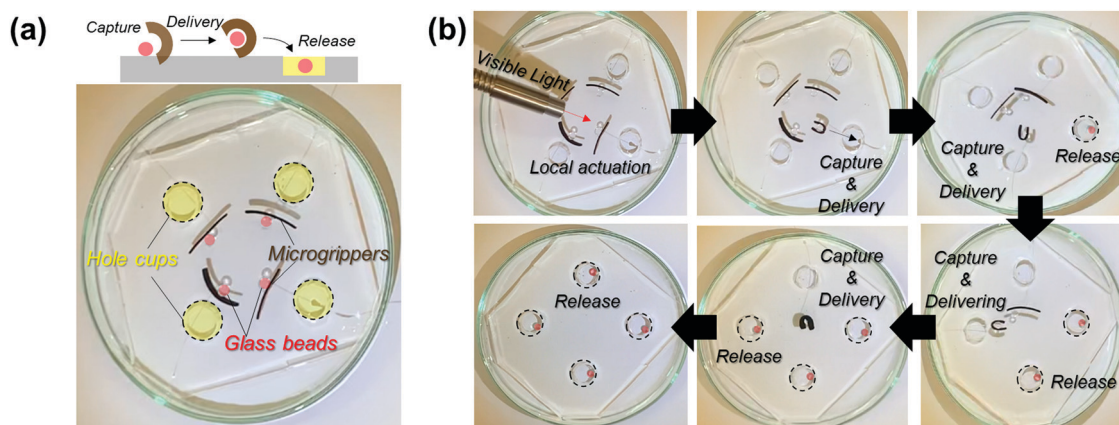 (a)
Capture
Delivery
Release
Hole cups
Microgrippers
Glass beads
(b)
Visible Light
Local actuation
Capture
&
Delivery
Capture
&
Delivery
Release
Capture
&
Delivering
Release
Capture
&
Delivery
Release
Release